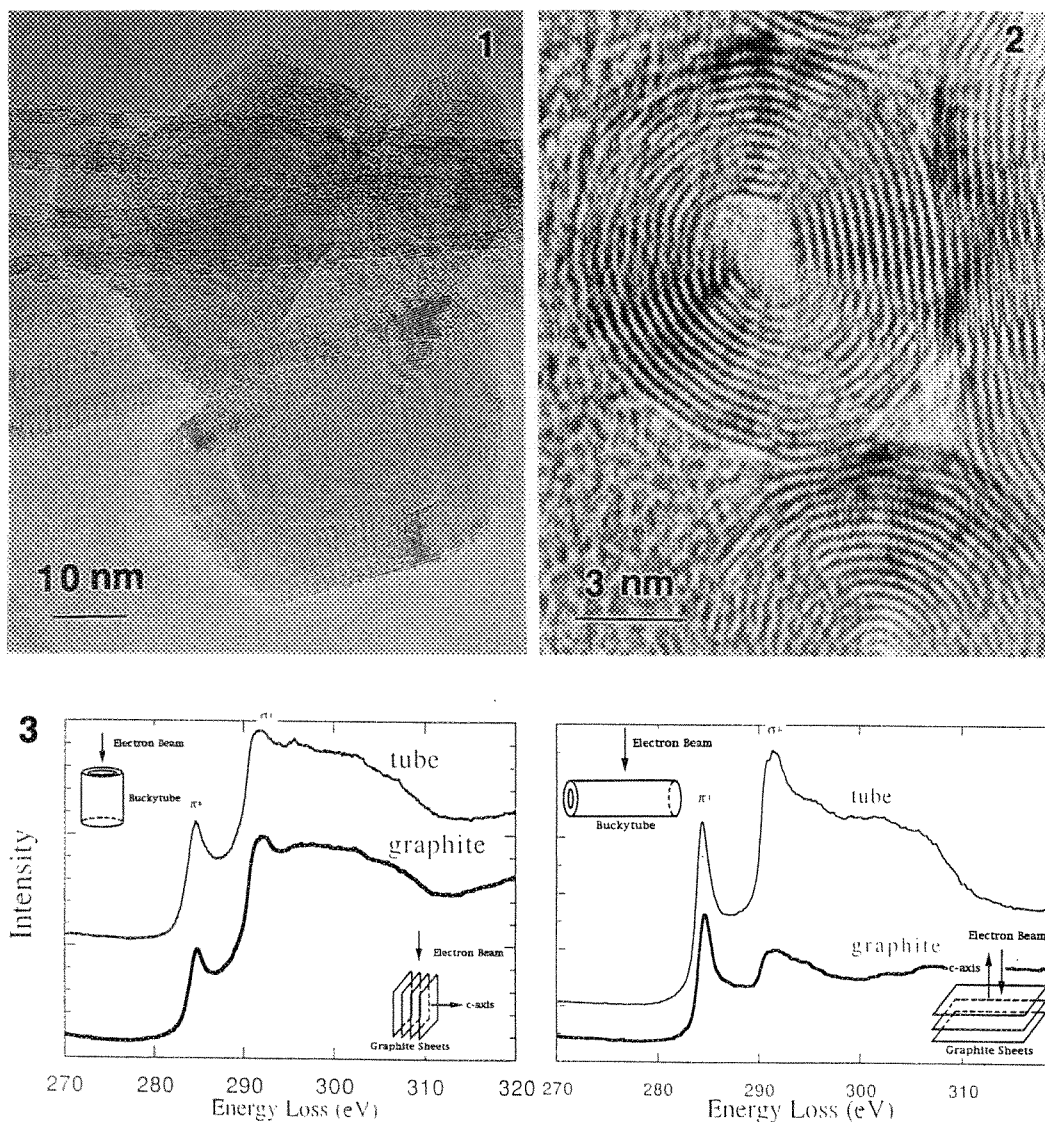 1
10 nm
2
3 nm
3
Electron Beam
Buckytube
π*
tube
graphite
Electron Beam
c-axis
Graphite Sheets
Intensity
270 280 290 300 310 320
Energy Loss (eV)
Electron Beam
Buckytube
tube
graphite
Electron Beam
c-axis
Graphite Sheets
270 280 290 300 310
Energy Loss (eV)